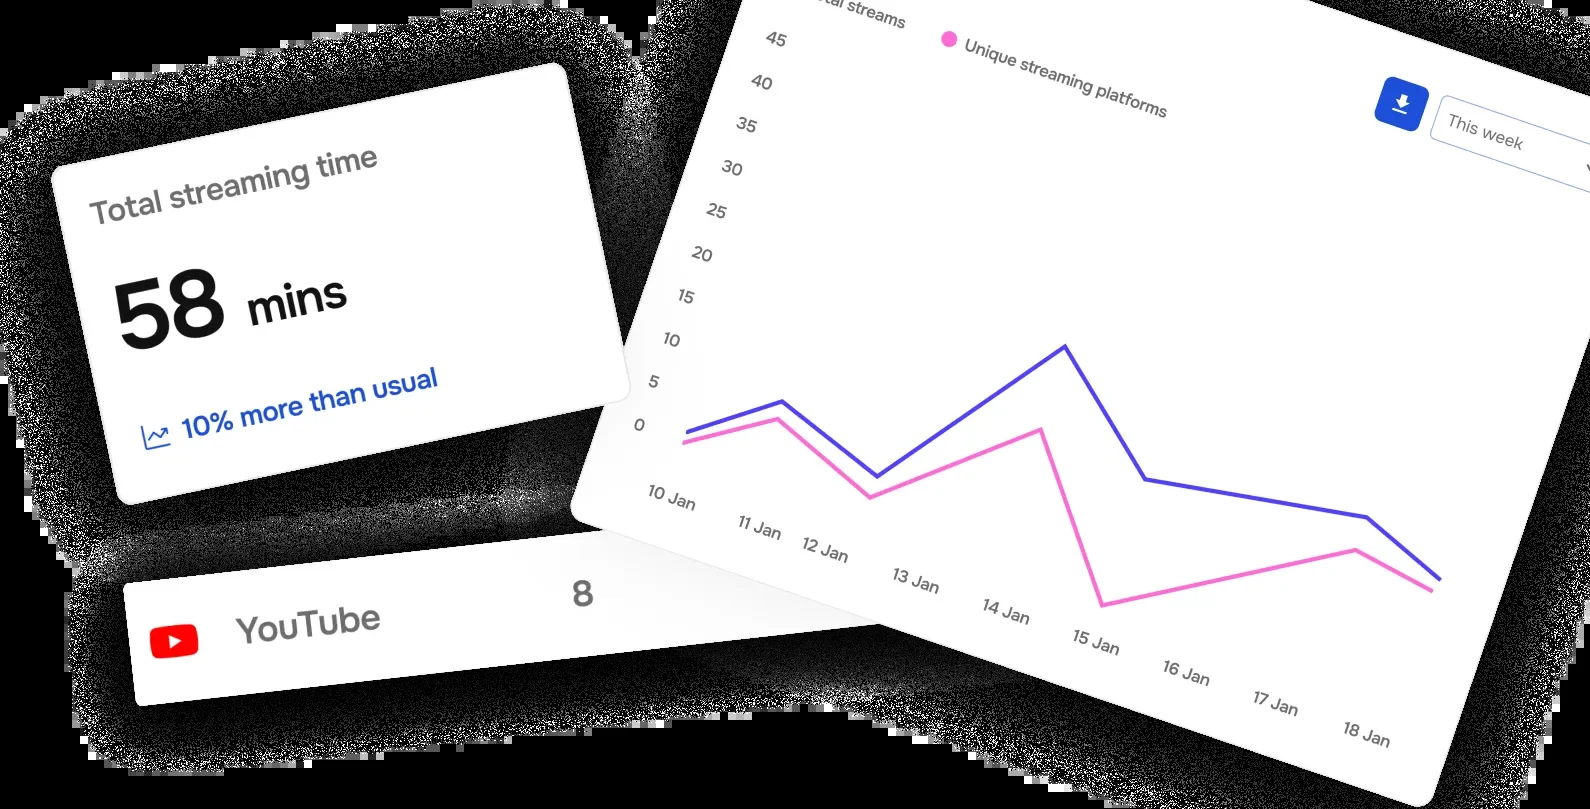 Total streaming time
58 mins
10% more than usual
YouTube 8
streams
Unique streaming platforms
This week
45
40
35
30
25
20
15
10
5
0
10 Jan
11 Jan
12 Jan
13 Jan
14 Jan
15 Jan
16 Jan
17 Jan
18 Jan